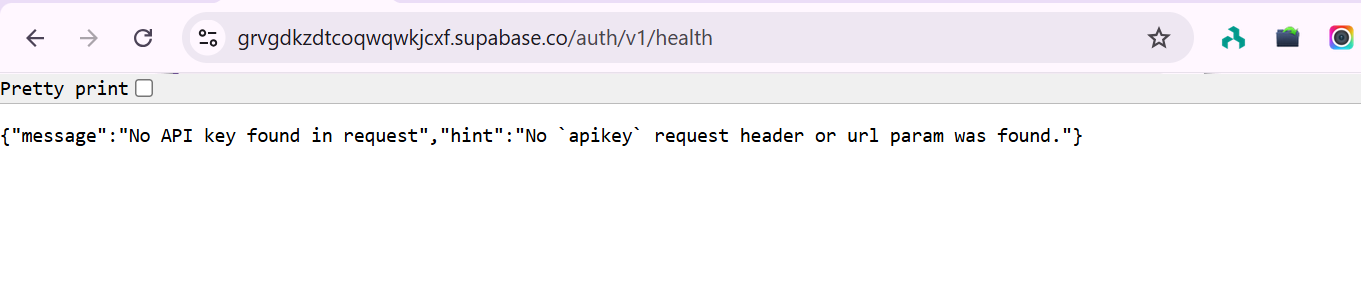 grvgdkzdtcoqwqwkjcxf.supabase.co/auth/v1/health
Pretty print
{"message":"No API key found in request","hint":"No `apikey` request header or url param was found."}